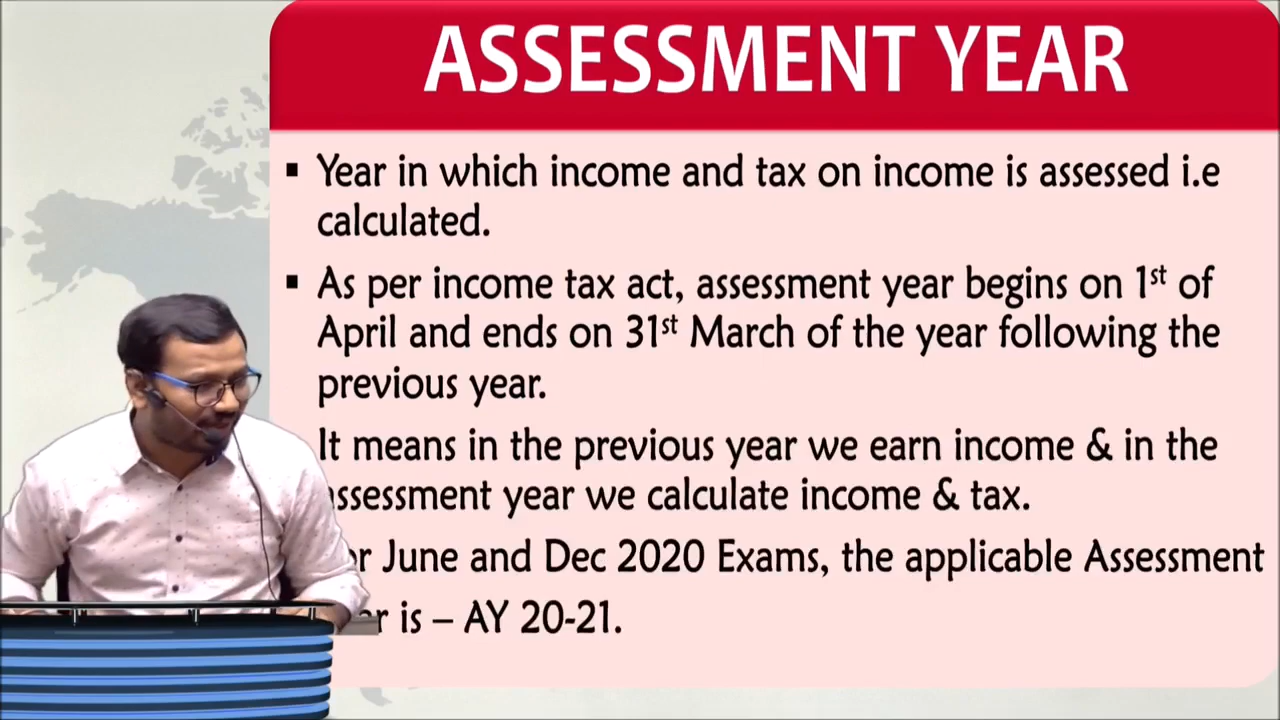 ASSESSMENT YEAR
▪ Year in which income and tax on income is assessed i.e
calculated.
▪ As per income tax act, assessment year begins on 1st of
April and ends on 31st March of the year following the
previous year.
It means in the previous year we earn income & in the
assessment year we calculate income & tax.
June and Dec 2020 Exams, the applicable Assessment
is – AY 20-21.